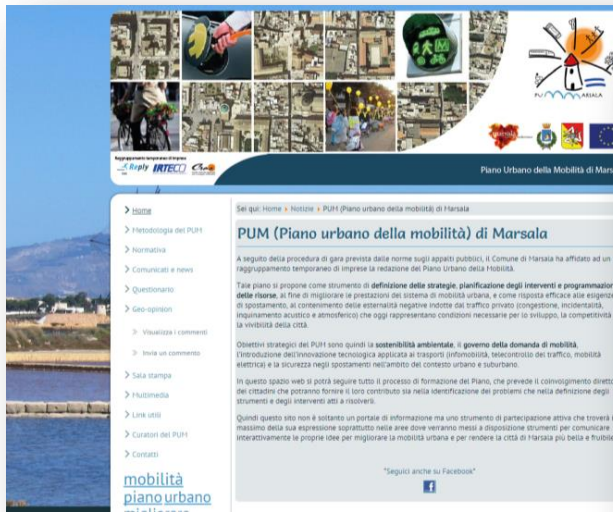 PUM MARSALA
Raggruppamento temporaneo di imprese
Reply IRTECO
Piano Urbano della Mobilità di Mars
Home
Metodologia del PUM
Normativa
Comunicati e news
Questionario
Geo-opinion
Visualizza i commenti
Invia un commento
Sala stampa
Multimedia
Link utili
Curatori del PUM
Contatti
mobilità
piano urbano
migliorare
Sei qui: Home Notizie PUM (Piano urbano della mobilità) di Marsala
PUM (Piano urbano della mobilità) di Marsala
A seguito della procedura di gara prevista dalle norme sugli appalti pubblici, il Comune di Marsala ha affidato ad un
raggruppamento temporaneo di imprese la redazione del Piano Urbano della Mobilità.
Tale piano si propone come strumento di definizione delle strategie, pianificazione degli interventi e programmazion
delle risorse, al fine di migliorare le prestazioni del sistema di mobilità urbana, e come risposta efficace alle esigenze
di spostamento, al contenimento delle esternalità negative indotte dal traffico privato (congestione, incidentalità,
inquinamento acustico e atmosferico) che oggi rappresentano condizioni necessarie per lo sviluppo, la competitività
la vivibilità della città.
Obiettivi strategici del PUM sono quindi la sostenibilità ambientale, il governo della domanda di mobilità,
l'introduzione dell'innovazione tecnologica applicata ai trasporti (infomobilità, telecontrollo del traffico, mobilità
elettrica) e la sicurezza negli spostamenti nell'ambito del contesto urbano e suburbano.
In questo spazio web si potrà seguire tutto il processo di formazione del Piano, che prevede il coinvolgimento diretto
dei cittadini che potranno fornire il loro contributo sia nella identificazione dei problemi che nella definizione degli
strumenti e degli interventi atti a risolverli.
Quindi questo sito non è soltanto un portale di informazione ma uno strumento di partecipazione attiva che troverà i
massimo della sua espressione soprattutto nelle aree dove verranno messi a disposizione strumenti per comunicare
interattivamente le proprie idee per migliorare la mobilità urbana e per rendere la città di Marsala più bella e fruibile
"Seguici anche su Facebook"